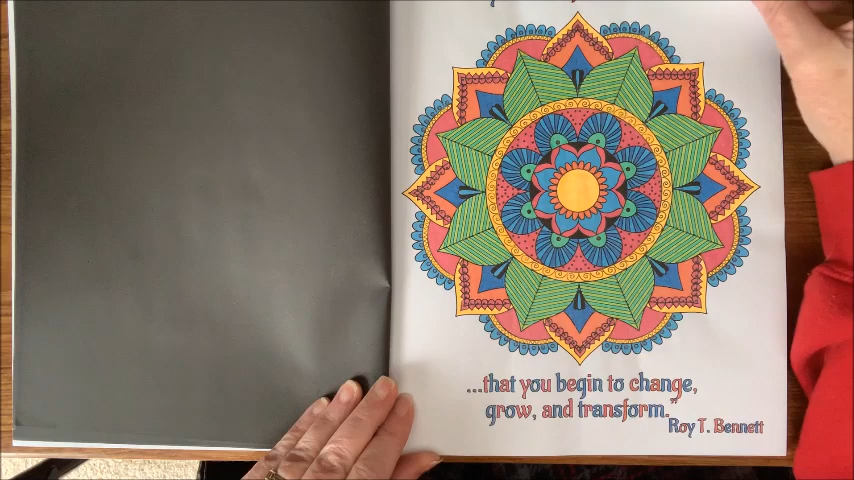 ...that you begin to change,
grow, and transform."
Roy T. Bennett